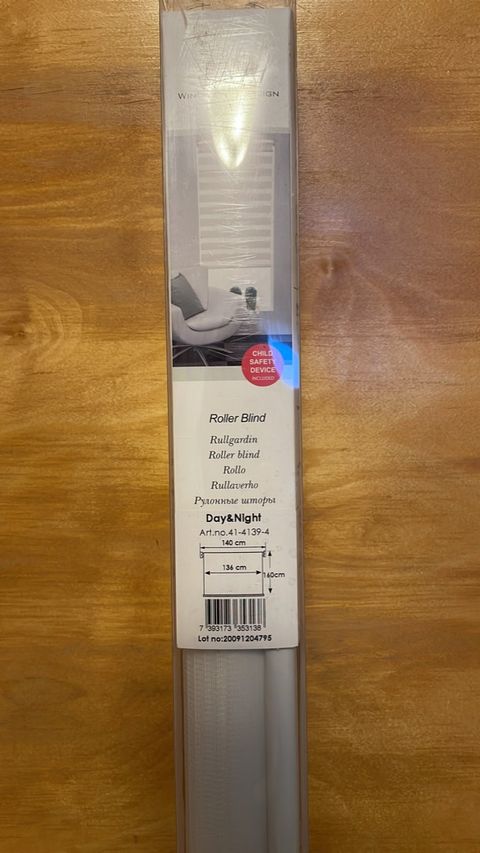 CHILD
SAFETY
DEVICE
INCLUDED
Roller Blind
Rullgardin
Roller blind
Rollo
Rullaverho
Рулонные шторы
Day&Night
Art.no.41-4139-4
140 cm
136 cm
160cm
7 393173 353138
Lot no:20091204795